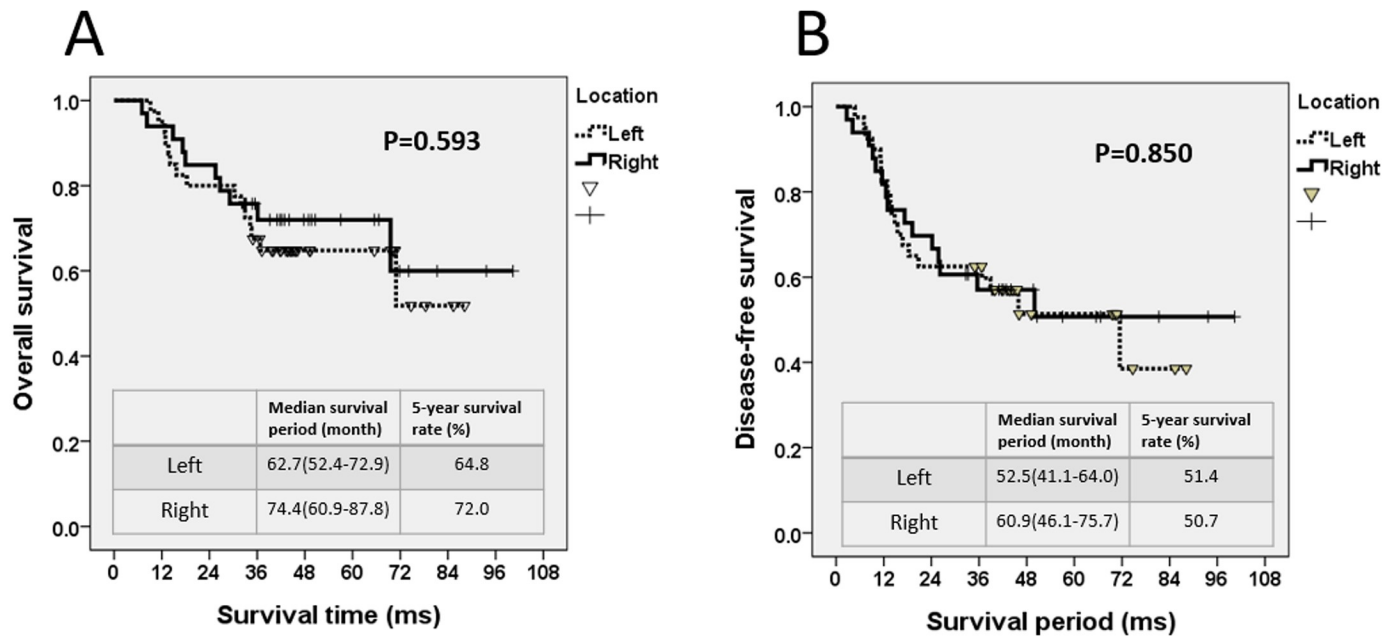 A
Overall survival
1.0
0.8
0.6
0.4
0.2
0.0
P=0.593
Location
Left
Right
Median survival 5-year survival
period (month) rate (%)
Left 62.7(52.4-72.9) 64.8
Right 74.4(60.9-87.8) 72.0
0 12 24 36 48 60 72 84 96 108
Survival time (ms)
B
Disease-free survival
1.0
0.8
0.6
0.4
0.2
0.0
P=0.850
Location
Left
Right
Median survival 5-year survival
period (month) rate (%)
Left 52.5(41.1-64.0) 51.4
Right 60.9(46.1-75.7) 50.7
0 12 24 36 48 60 72 84 96 108
Survival period (ms)